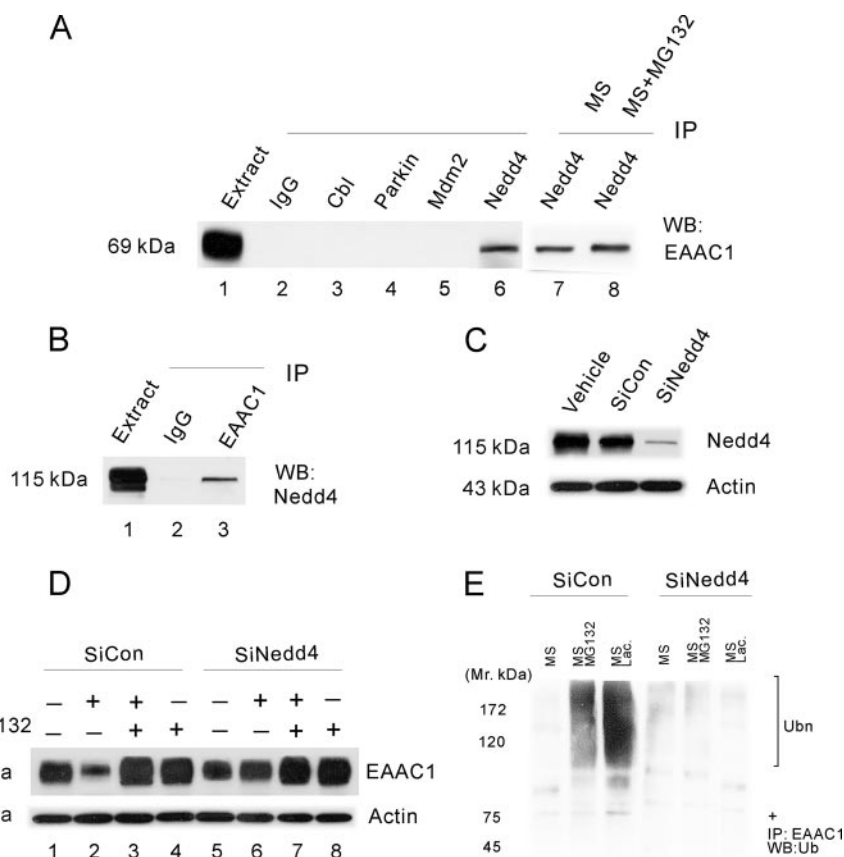 A
MS
MS+MG132
IP
Extract
IgG
Cbl
Parkin
Mdm2
Nedd4
Nedd4
Nedd4
69 kDa
WB:
EAAC1
1 2 3 4 5 6 7 8
B
IP
Extract
IgG
EAAC1
115 kDa
WB:
Nedd4
1 2 3
C
Vehicle
SiCon
SiNedd4
115 kDa
Nedd4
43 kDa
Actin
D
SiCon SiNedd4
– + + – – + + –
132 – – + + – – + +
a EAAC1
a Actin
1 2 3 4 5 6 7 8
E
SiCon SiNedd4
MS
MS MG132
MS Lac.
MS
MS MG132
MS Lac.
(Mr. kDa)
172
120
Ubn
75
+
45
IP: EAAC1
WB:Ub